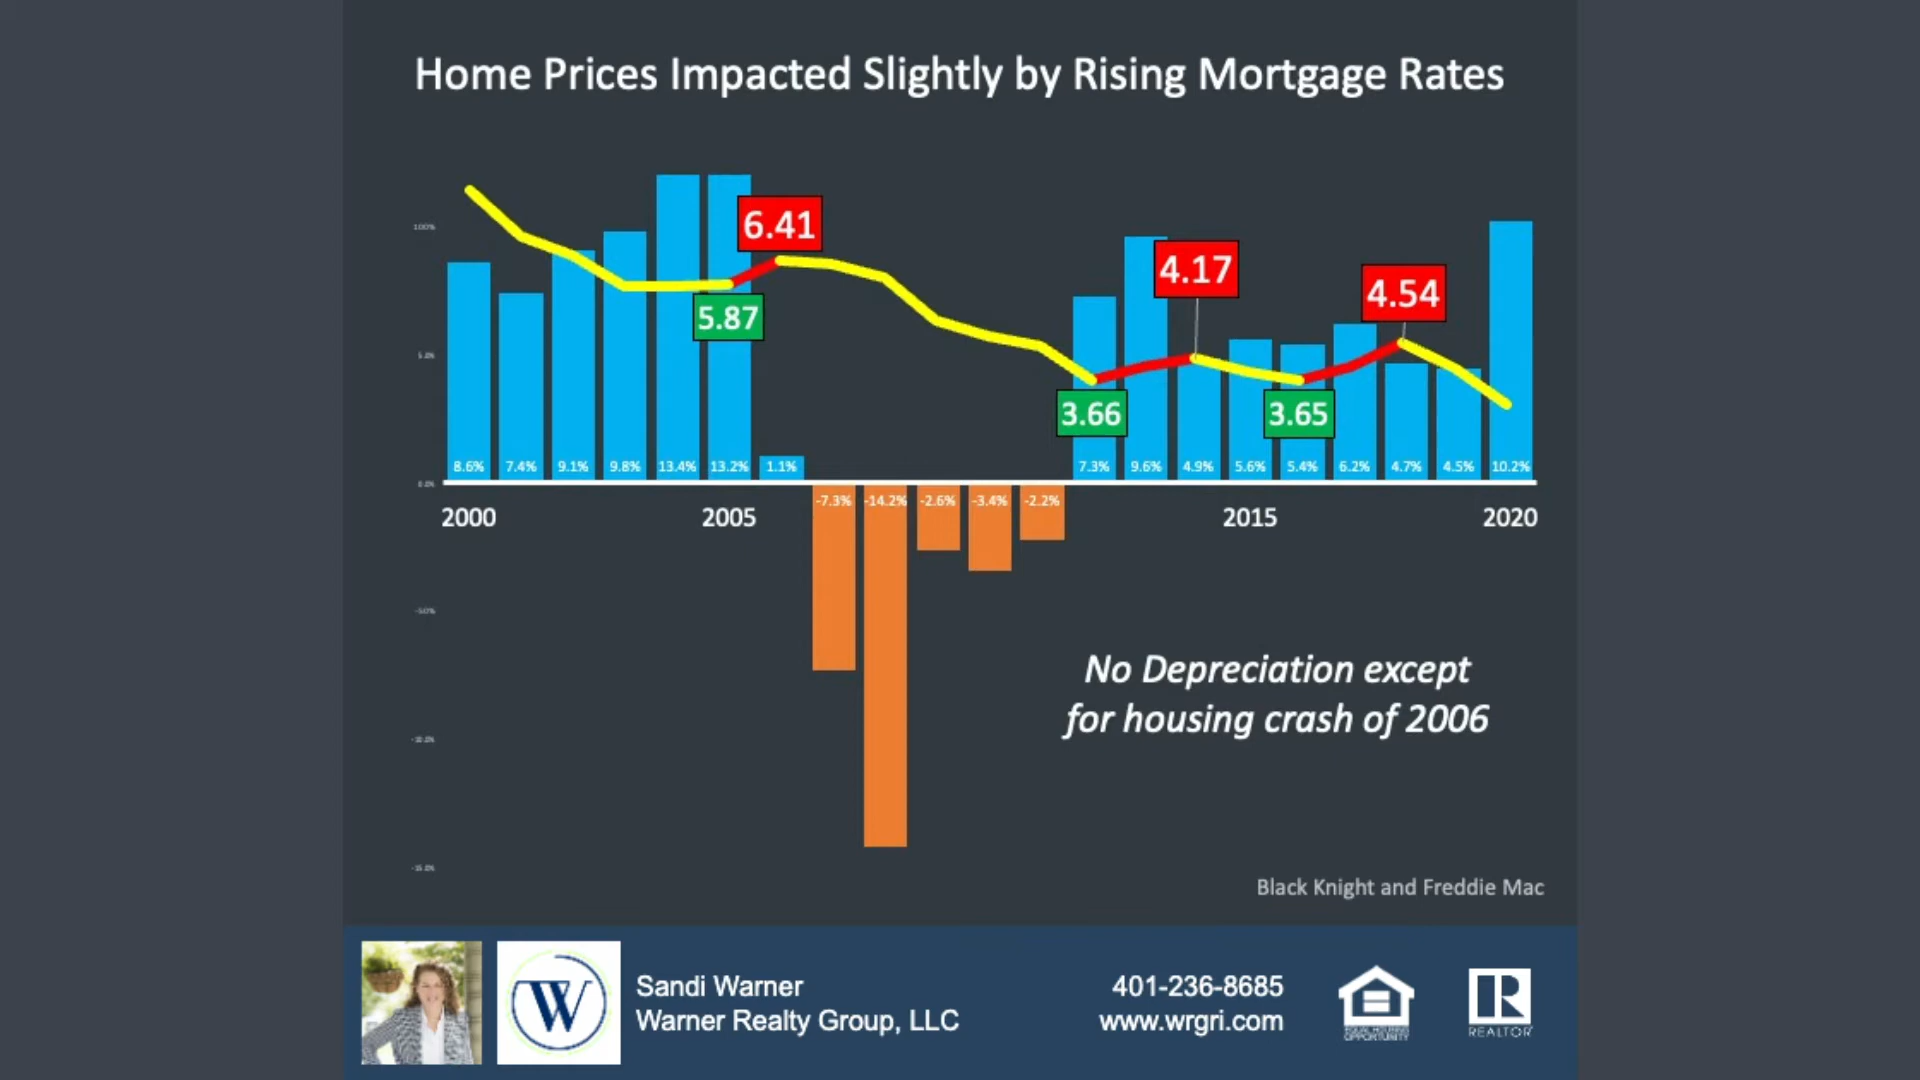 Home Prices Impacted Slightly by Rising Mortgage Rates
6.41
4.17
4.54
5.87
3.66
3.65
8.6% 7.4% 9.1% 9.8% 13.4% 13.2% 1.1% 7.3% 9.6% 4.9% 5.6% 5.4% 6.2% 4.7% 4.5% 10.2%
-7.3% -14.2% -2.6% -3.4% -2.2%
2000 2005 2015 2020
No Depreciation except
for housing crash of 2006
Black Knight and Freddie Mac
W
Sandi Warner
Warner Realty Group, LLC
401-236-8685
www.wrgri.com
EQUAL HOUSING
OPPORTUNITY
R
REALTOR